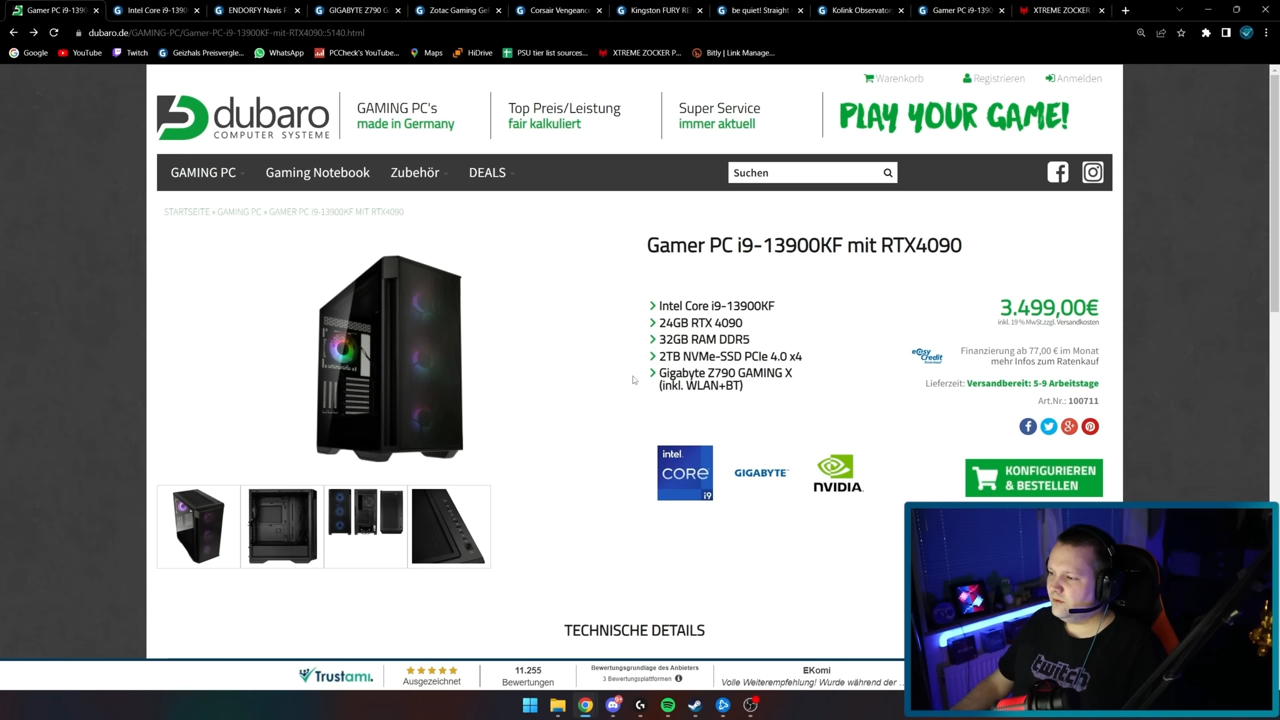 Gamer PC i9-1390
Intel Core i9-1390
ENDORFY Navis F
GIGABYTE Z790 G
Zotac Gaming Ge
Corsair Vengeanc
Kingston FURY RE
be quiet! Straight
Kolink Observator
Gamer PC i9-1390
XTREME ZOCKER
dubaro.de/GAMING-PC/Gamer-PC-i9-13900KF-mit-RTX4090::5140.html
Google
YouTube
Twitch
Geizhals Preisvergle...
WhatsApp
PCCheck's YouTube...
Maps
HiDrive
PSU tier list sources...
XTREME ZOCKER P...
Bitly | Link Manage...
Warenkorb
Registrieren
Anmelden
dubaro
COMPUTER SYSTEME
GAMING PC's
made in Germany
Top Preis/Leistung
fair kalkuliert
Super Service
immer aktuell
PLAY YOUR GAME!
GAMING PC
Gaming Notebook
Zubehör
DEALS
Suchen
STARTSEITE » GAMING PC » GAMER PC I9-13900KF MIT RTX4090
Gamer PC i9-13900KF mit RTX4090
Intel Core i9-13900KF
24GB RTX 4090
32GB RAM DDR5
2TB NVMe-SSD PCIe 4.0 x4
Gigabyte Z790 GAMING X
(inkl. WLAN+BT)
3.499,00€
inkl. 19 % MwSt.zzgl. Versandkosten
easyCredit
Ratenkauf
Finanzierung ab 77,00 € im Monat
mehr Infos zum Ratenkauf
Lieferzeit: Versandbereit: 5-9 Arbeitstage
Art.Nr.: 100711
intel.
CORE
i9
GIGABYTE
NVIDIA.
KONFIGURIEREN
& BESTELLEN
TECHNISCHE DETAILS
Trustami.
Ausgezeichnet
11.255
Bewertungen
Bewertungsgrundlage des Anbieters
3 Bewertungsplattformen
EKomi
Volle Weiterempfehlung! Wurde während der ...
twitch